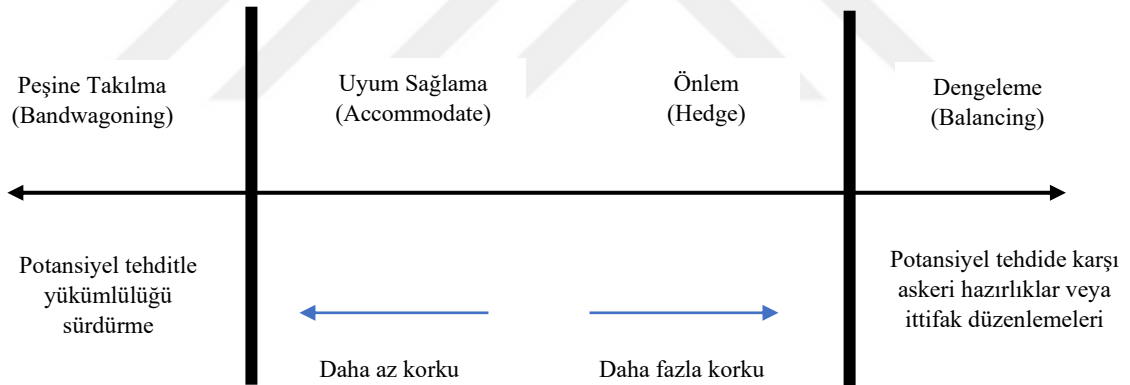 Peşine Takılma
(Bandwagoning)
Uyum Sağlama
(Accommodate)
Önlem
(Hedge)
Dengeleme
(Balancing)
Potansiyel tehditle
yükümlülüğü
sürdürme
Daha az korku
Daha fazla korku
Potansiyel tehdide karşı
askeri hazırlıklar veya
ittifak düzenlemeleri